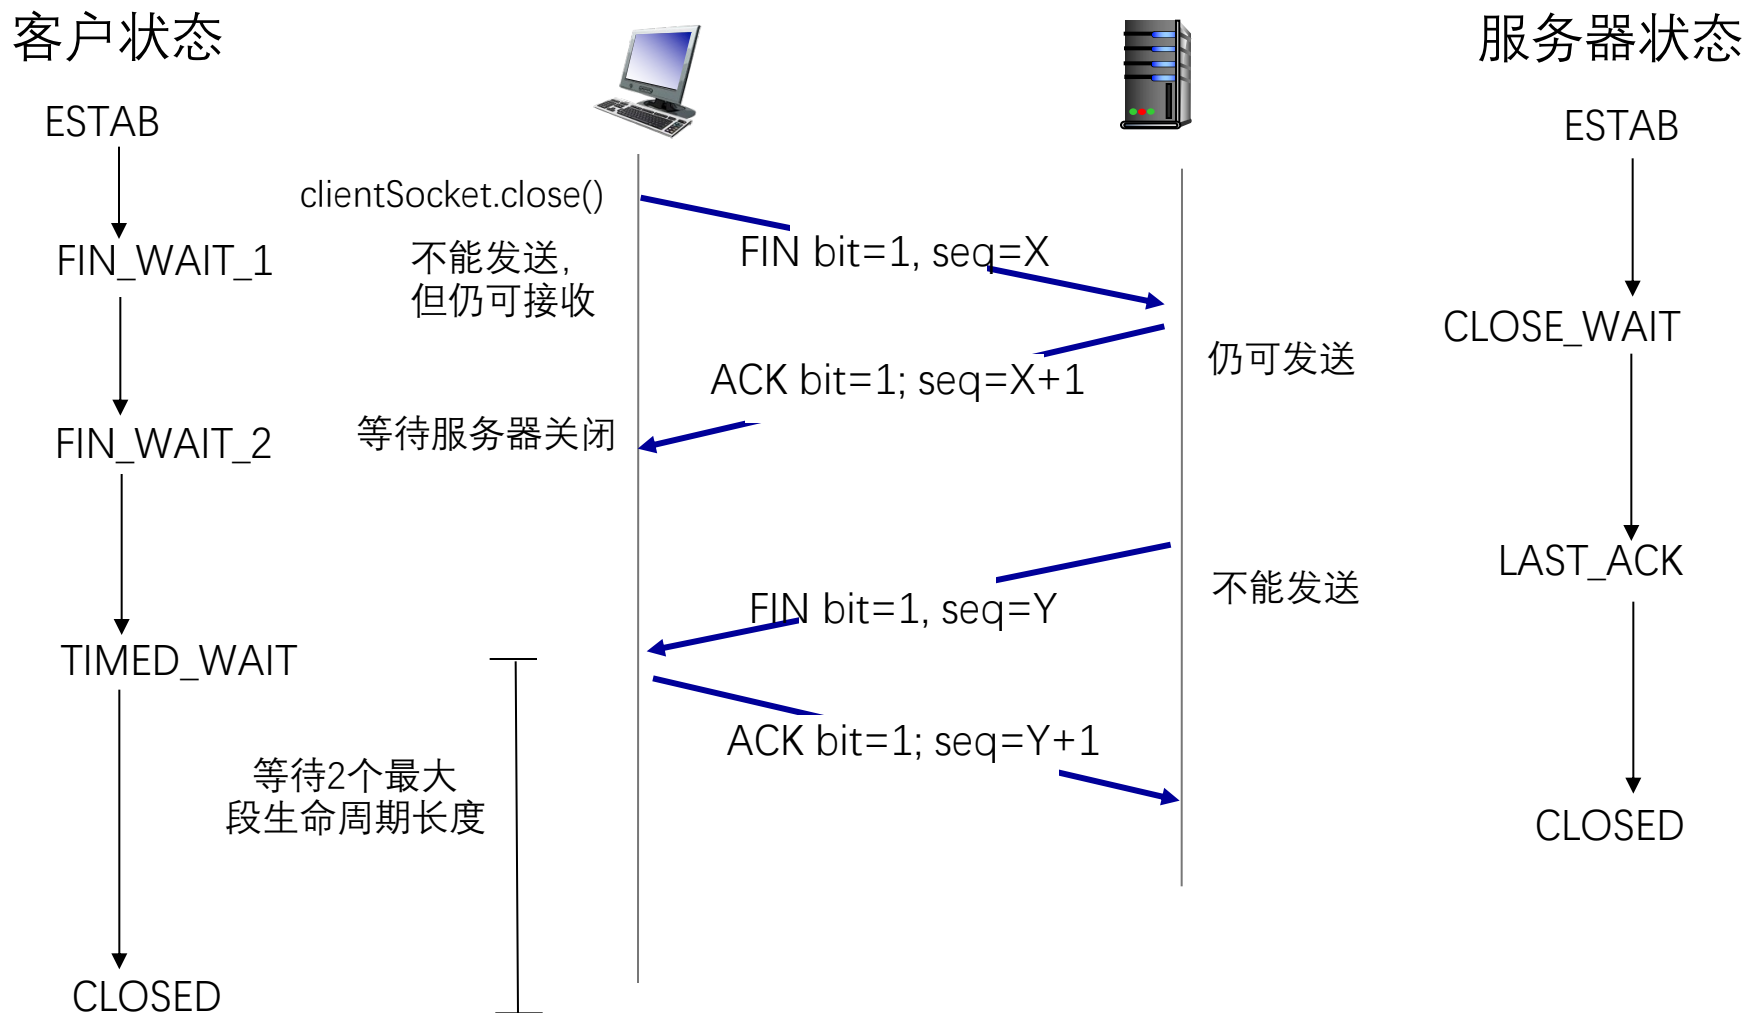 客户状态
服务器状态
ESTAB
ESTAB
clientSocket.close()
FIN_WAIT_1
不能发送,
但仍可接收
FIN bit=1, seq=X
CLOSE_WAIT
仍可发送
ACK bit=1; seq=X+1
FIN_WAIT_2
等待服务器关闭
LAST_ACK
不能发送
FIN bit=1, seq=Y
TIMED_WAIT
ACK bit=1; seq=Y+1
等待2个最大
段生命周期长度
CLOSED
CLOSED